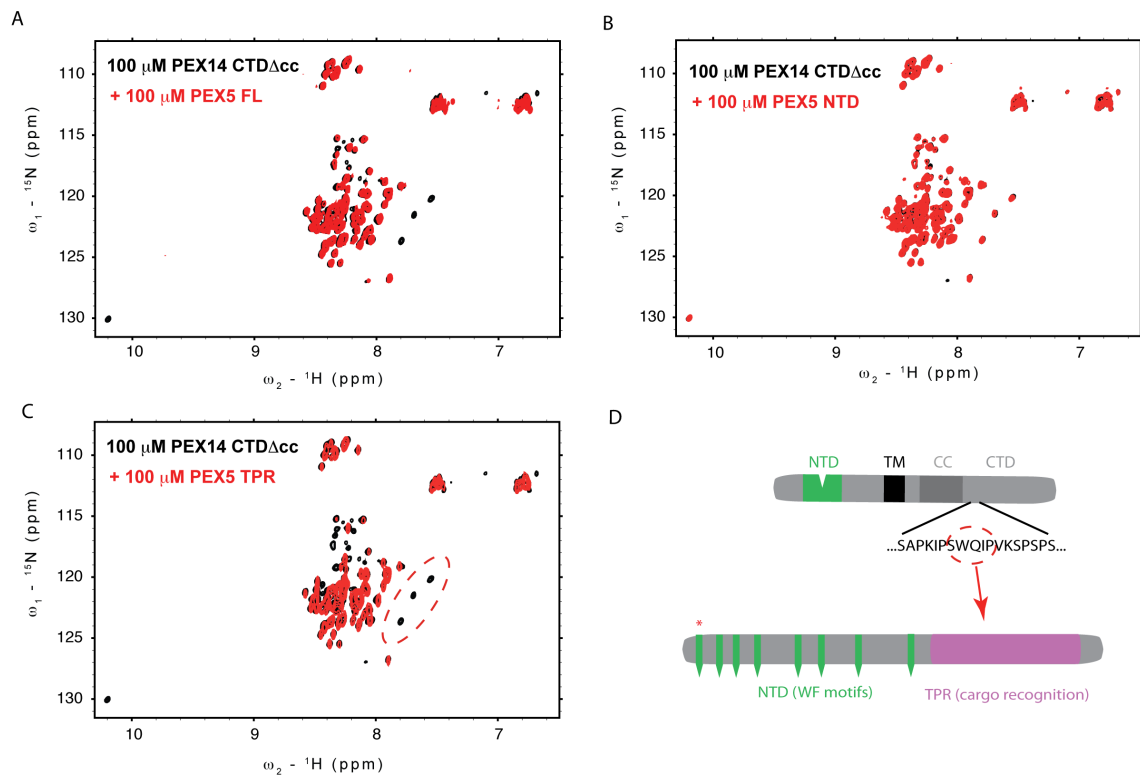 A
100 μM PEX14 CTDΔcc
+ 100 μM PEX5 FL
110
115
120
125
130
ω1 - 15N (ppm)
10
9
8
7
ω2 - 1H (ppm)
B
100 μM PEX14 CTDΔcc
+ 100 μM PEX5 NTD
110
115
120
125
130
ω1 - 15N (ppm)
10
9
8
7
ω2 - 1H (ppm)
C
100 μM PEX14 CTDΔcc
+ 100 μM PEX5 TPR
110
115
120
125
130
ω1 - 15N (ppm)
10
9
8
7
ω2 - 1H (ppm)
D
NTD TM CC CTD
...SAPKIPSWQIPVKSPSPS...
*
NTD (WF motifs) TPR (cargo recognition)